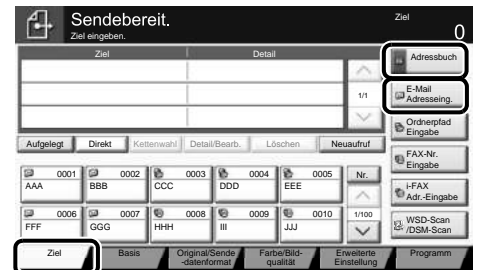 Sendebereit.
Ziel eingeben.
Ziel
0
Ziel Detail
1/1
Aufgelegt Direkt Kettenwahl Detail/Bearb. Löschen Neuaufruf
0001 0002 0003 0004 0005 Nr.
AAA BBB CCC DDD EEE
0006 0007 0008 0009 0010 1/100
FFF GGG HHH III JJJ
Adressbuch
E-Mail
Adresseing.
Ordnerpfad
Eingabe
FAX-Nr.
Eingabe
i-FAX
Adr.-Eingabe
WSD-Scan
/DSM-Scan
Ziel Basis Original/Sende
-datenformat Farbe/Bild-
qualität Erweiterte
Einstellung Programm